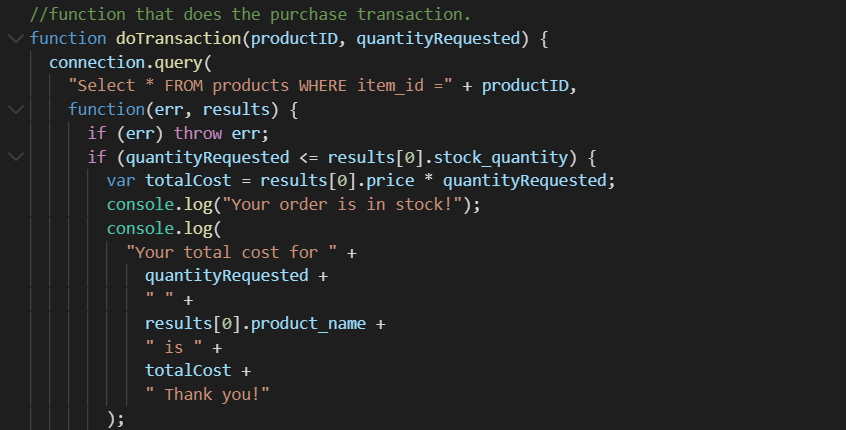 //function that does the purchase transaction.
function doTransaction(productID, quantityRequested) {
connection.query(
"Select * FROM products WHERE item_id =" + productID,
function(err, results) {
if (err) throw err;
if (quantityRequested <= results[0].stock_quantity) {
var totalCost = results[0].price * quantityRequested;
console.log("Your order is in stock!");
console.log(
"Your total cost for " +
quantityRequested +
" " +
results[0].product_name +
" is " +
totalCost +
" Thank you!"
);